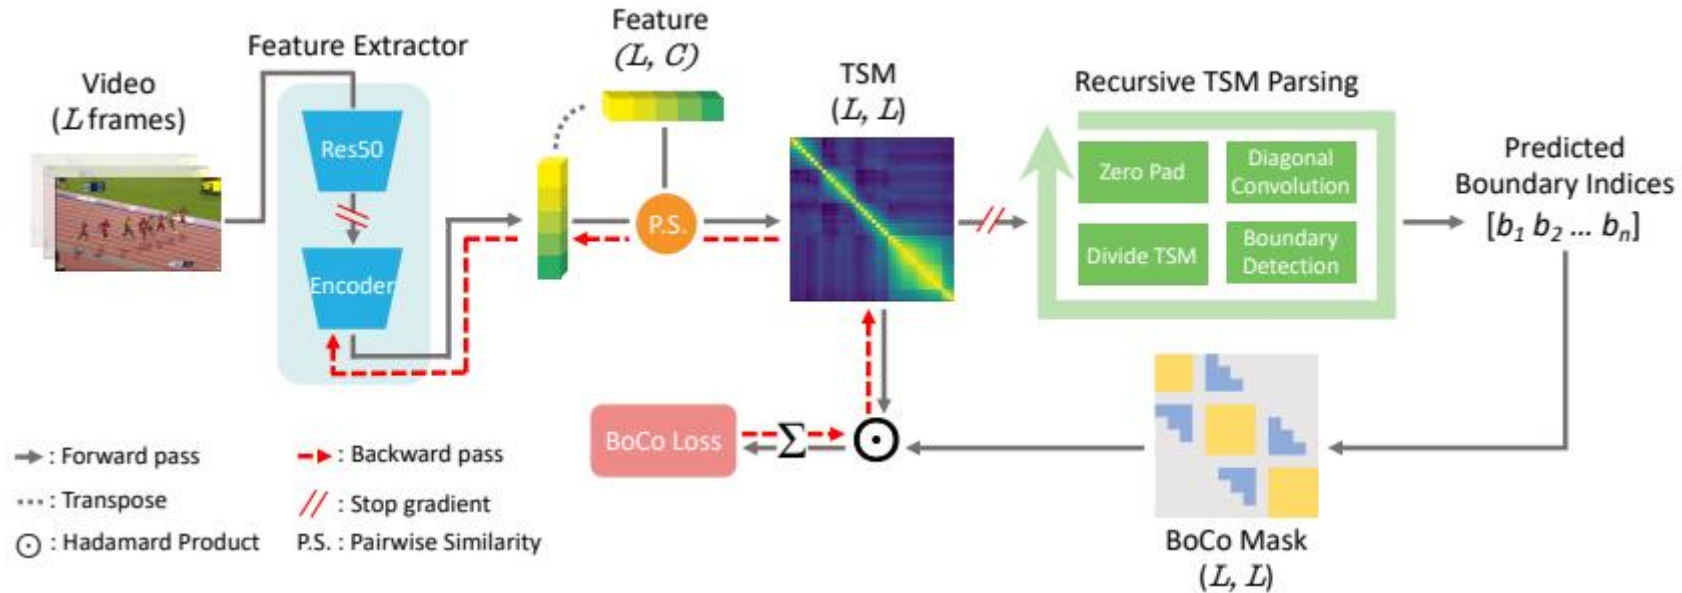 Feature Extractor
Video
(L frames)
Res50
Encoder
Feature
(L, C)
P.S.
TSM
(L, L)
Recursive TSM Parsing
Zero Pad
Diagonal
Convolution
Divide TSM
Boundary
Detection
Predicted
Boundary Indices
[b₁ b₂ ... bₙ]
BoCo Loss
Σ
BoCo Mask
(L, L)
: Forward pass
: Backward pass
: Transpose
: Stop gradient
: Hadamard Product
P.S. : Pairwise Similarity